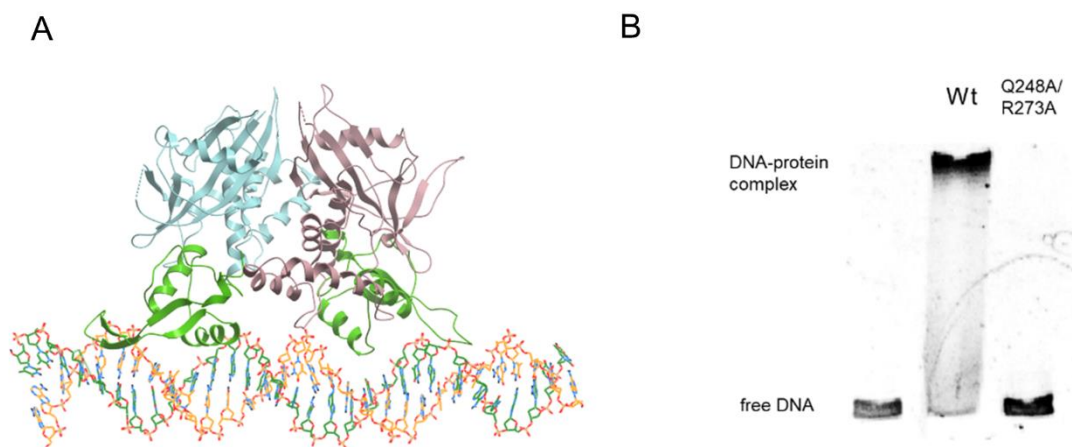 A
B
Wt
Q248A/
R273A
DNA-protein
complex
free DNA